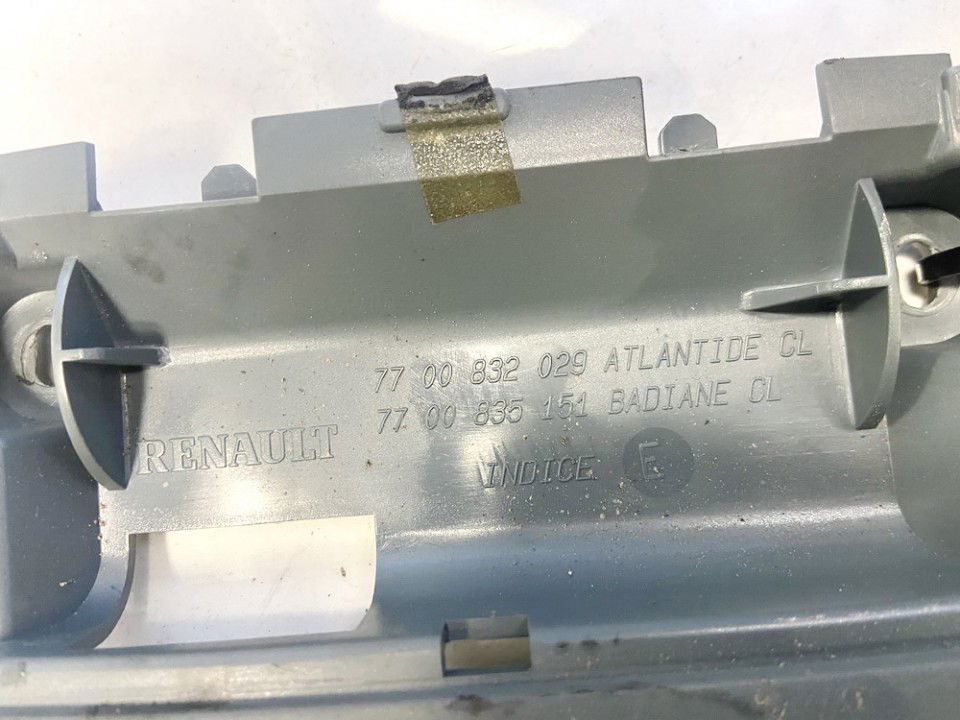 77 00 832 029 ATLANTIDE CL
77 00 835 151 BADIANE CL
RENAULT
INDICE E